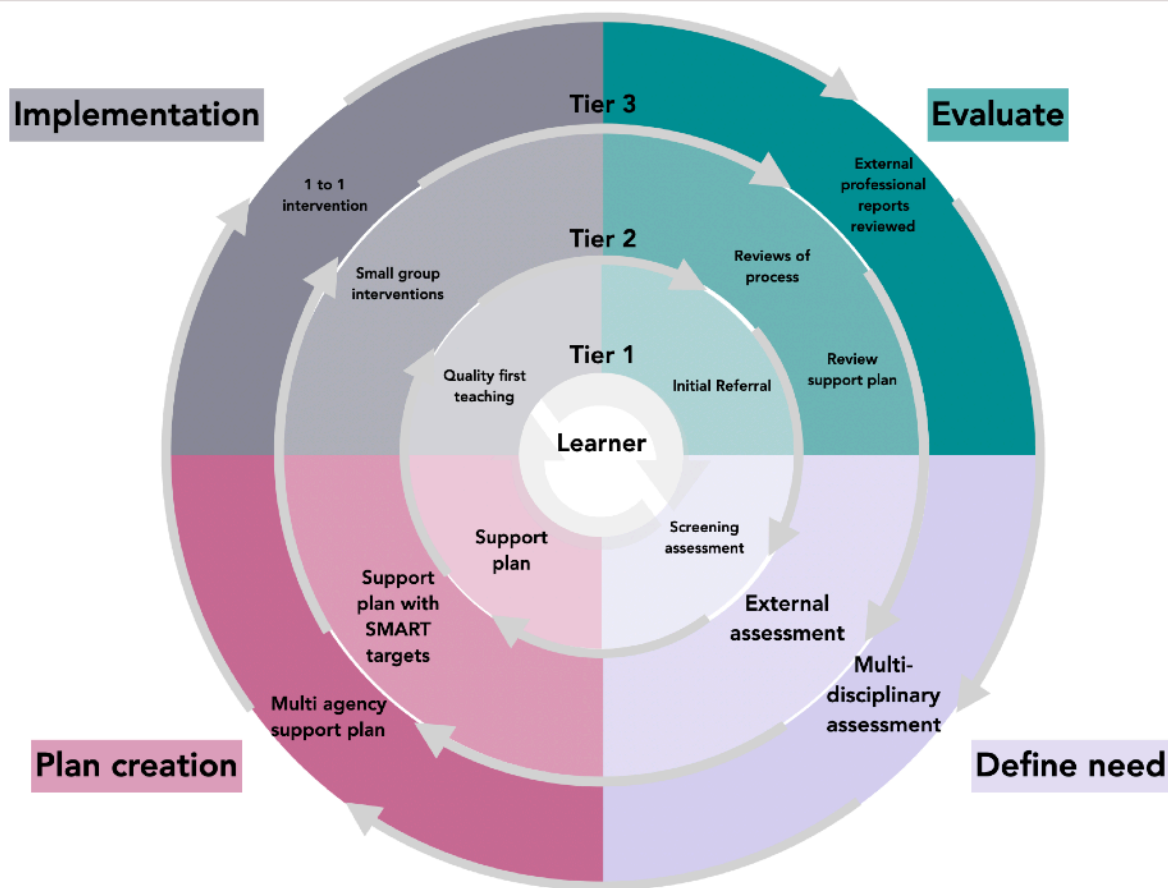 Implementation
Evaluate
Tier 3
1 to 1
intervention
External
professional
reports
reviewed
Tier 2
Small group
interventions
Reviews of
process
Tier 1
Quality first
teaching
Initial Referral
Review
support plan
Learner
Support
plan
Screening
assessment
Support
plan with
SMART
targets
External
assessment
Multi agency
support plan
Multi-
disciplinary
assessment
Plan creation
Define need